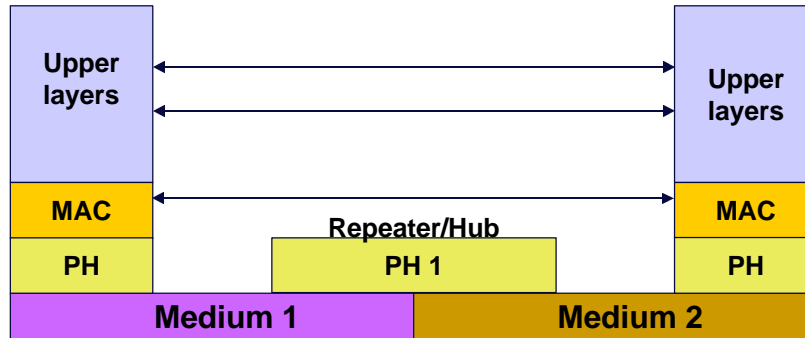 Upper
layers
Upper
layers
MAC
MAC
Repeater/Hub
PH
PH 1
PH
Medium 1
Medium 2